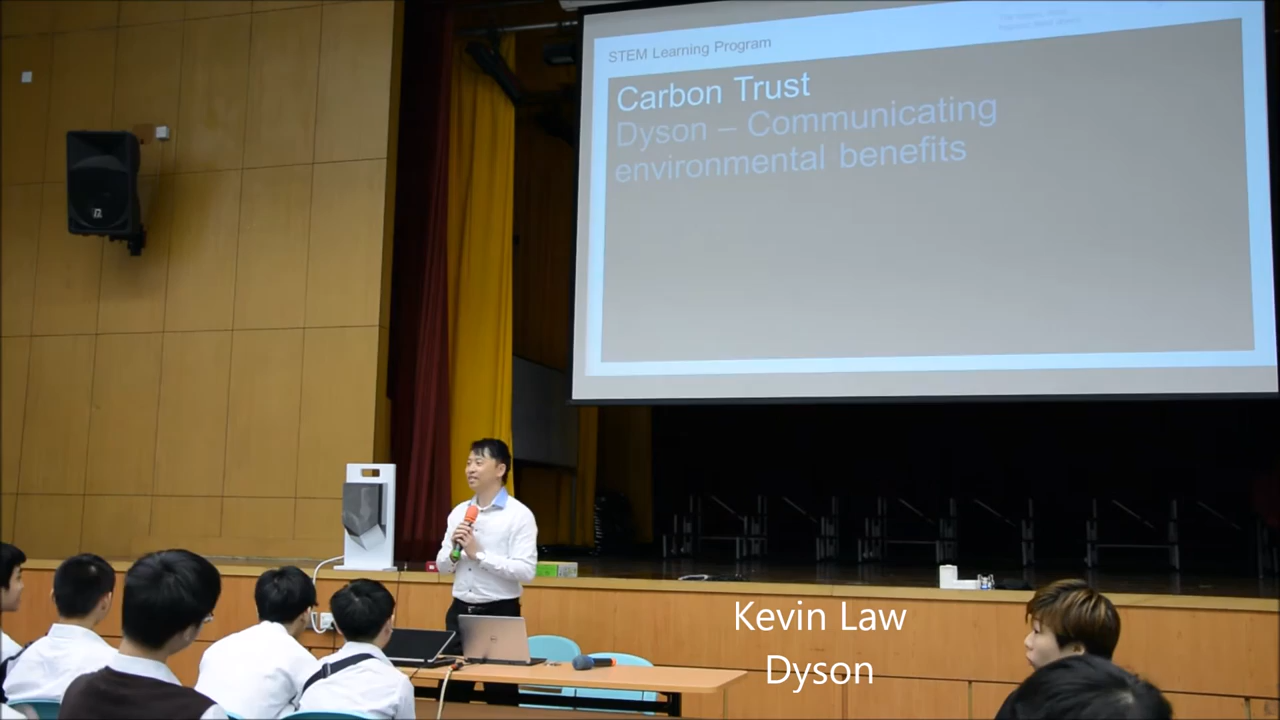 STEM Learning Program
Carbon Trust
Dyson – Communicating
environmental benefits
Kevin Law
Dyson